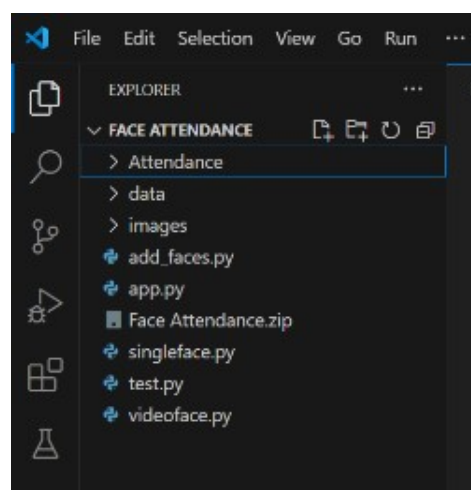 File Edit Selection View Go Run ...
EXPLORER ...
FACE ATTENDANCE
Attendance
data
images
add_faces.py
app.py
Face Attendance.zip
singleface.py
test.py
videoface.py